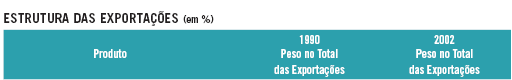 ESTRUTURA DAS EXPORTAÇÕES (em %)
1990 2002
Produto Peso no Total Peso no Total
das Exportações das Exportações